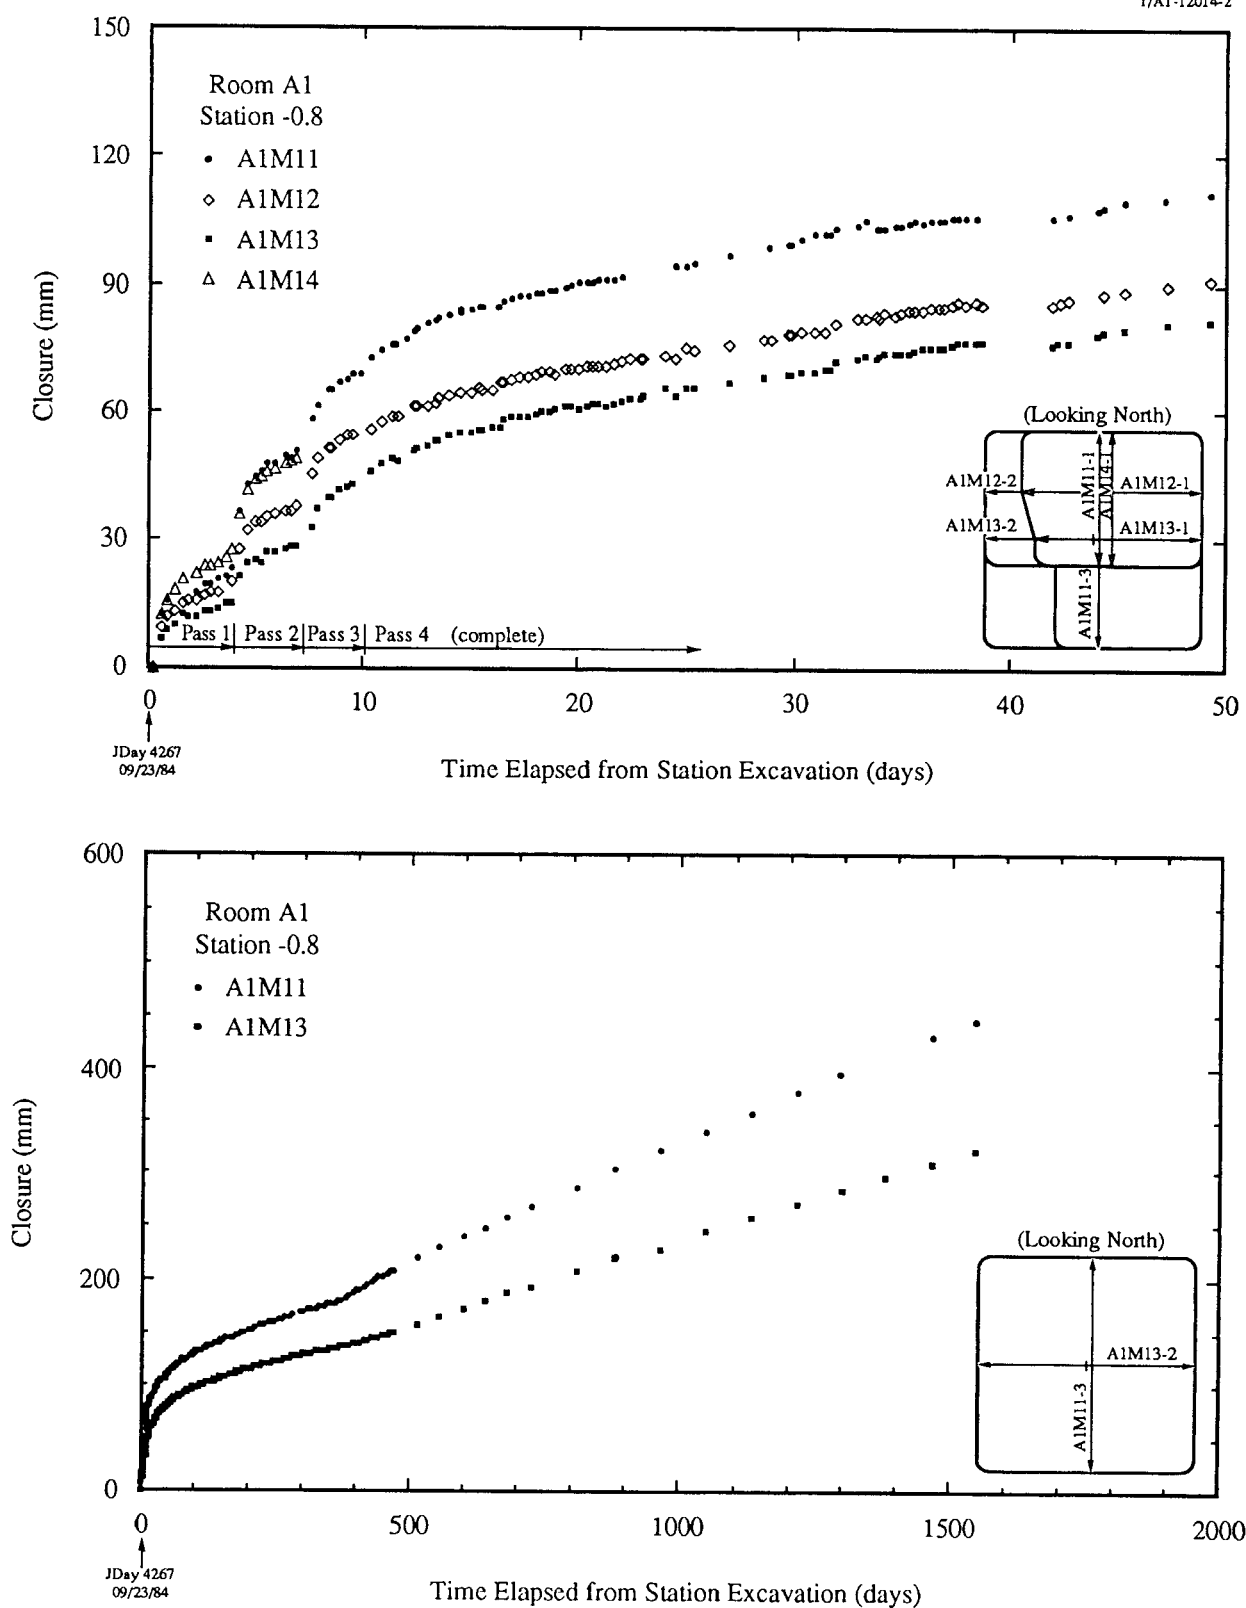 150
120
90
60
30
0
Closure (mm)
Room A1
Station -0.8
A1M11
A1M12
A1M13
A1M14
Pass 1
Pass 2
Pass 3
Pass 4
(complete)
(Looking North)
A1M12-2
A1M11-1
A1M14-1
A1M12-1
A1M13-2
A1M13-1
A1M11-3
0
10
20
30
40
50
JDay 4267
09/23/84
Time Elapsed from Station Excavation (days)
600
400
200
0
Closure (mm)
Room A1
Station -0.8
A1M11
A1M13
(Looking North)
A1M13-2
A1M11-3
0
500
1000
1500
2000
JDay 4267
09/23/84
Time Elapsed from Station Excavation (days)